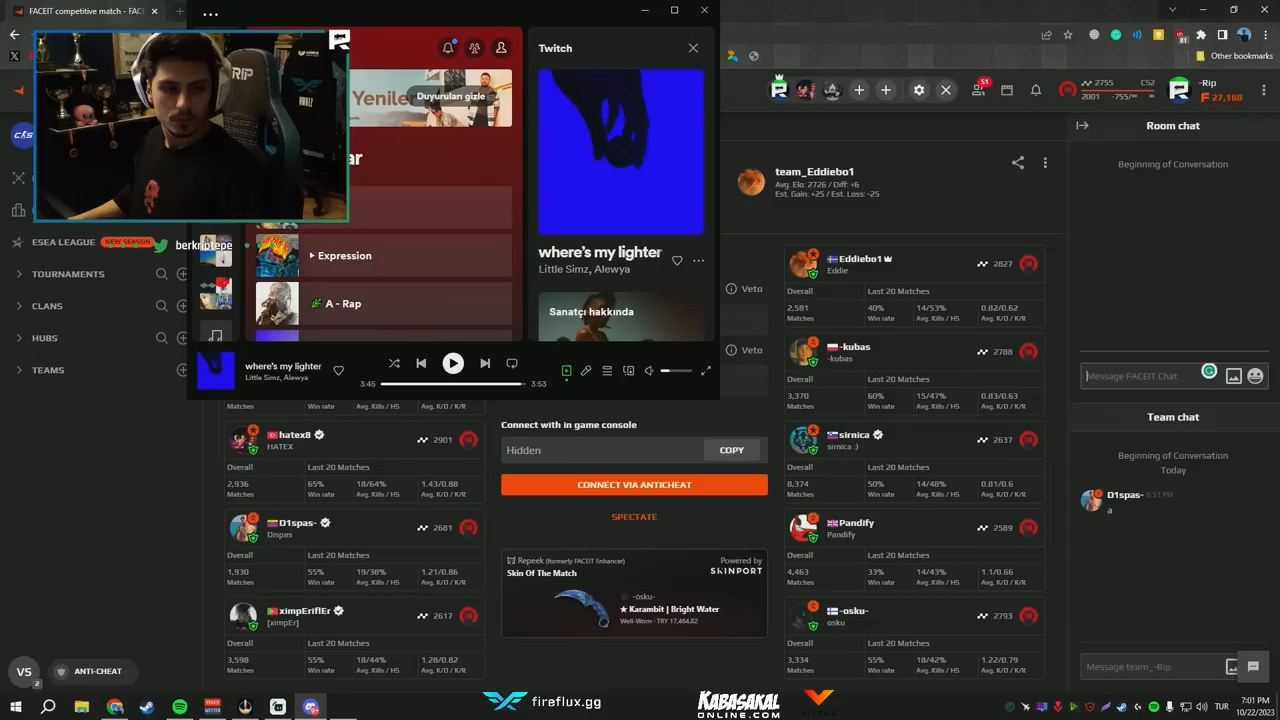 FACEIT competitive match - FAC
Other bookmarks
RIP
Yenile
Duyuruları gizle
ar
Expression
A - Rap
Twitch
where's my lighter
Little Simz, Alewya
Sanatçı hakkında
where's my lighter
Little Simz, Alewya
3:46
3:53
51
2755
CS2
2001
-755/∞
-Rip
27,160
ESEA LEAGUE
NEW SEASON
berkriptepe
TOURNAMENTS
CLANS
HUBS
TEAMS
VS
2
ANTI-CHEAT
Matches
Win rate
Avg. Kills / HS
Avg. K/D / K/R
hatex8
HATEX
2901
Overall
Last 20 Matches
2,936
65%
18/64%
1.43/0.88
Matches
Win rate
Avg. Kills / HS
Avg. K/D / K/R
D1spas-
Dispas
2681
Overall
Last 20 Matches
1,930
55%
19/38%
1.21/0.86
Matches
Win rate
Avg. Kills / HS
Avg. K/D / K/R
ximpEriflEr
[ximpEr]
2617
Overall
Last 20 Matches
3,598
55%
18/44%
1.28/0.82
Matches
Win rate
Avg. Kills / HS
Avg. K/D / K/R
Veto
Veto
Connect with in game console
Hidden
COPY
CONNECT VIA ANTICHEAT
SPECTATE
Repeek (formerly FACEIT Enhancer)
Skin Of The Match
Powered by
SKINPORT
-osku-
★ Karambit | Bright Water
Well-Worn - TRY 17,464.82
team_Eddiebo1
Avg. Elo: 2726 / Diff: +6
Est. Gain: +25 / Est. Loss: -25
Eddiebo1
Eddie
2827
Overall
Last 20 Matches
2,581
40%
14/53%
0.82/0.62
Matches
Win rate
Avg. Kills / HS
Avg. K/D / K/R
-kubas
-kubas
2788
Overall
Last 20 Matches
3,370
60%
15/47%
0.83/0.63
Matches
Win rate
Avg. Kills / HS
Avg. K/D / K/R
sirnica
sirnica :)
2637
Overall
Last 20 Matches
8,374
50%
14/48%
0.81/0.6
Matches
Win rate
Avg. Kills / HS
Avg. K/D / K/R
Pandify
Pandify
2589
Overall
Last 20 Matches
4,463
33%
14/43%
1.1/0.66
Matches
Win rate
Avg. Kills / HS
Avg. K/D / K/R
-osku-
osku
2793
Overall
Last 20 Matches
3,334
55%
18/42%
1.22/0.79
Matches
Win rate
Avg. Kills / HS
Avg. K/D / K/R
Room chat
Beginning of Conversation
Message FACEIT Chat
Team chat
Beginning of Conversation
Today
D1spas- 6:51 PM
a
Message team_-Rip
fireflux.gg
KABASAKAL
ONLINE.COM
VICTUS
TUR
7:01 PM